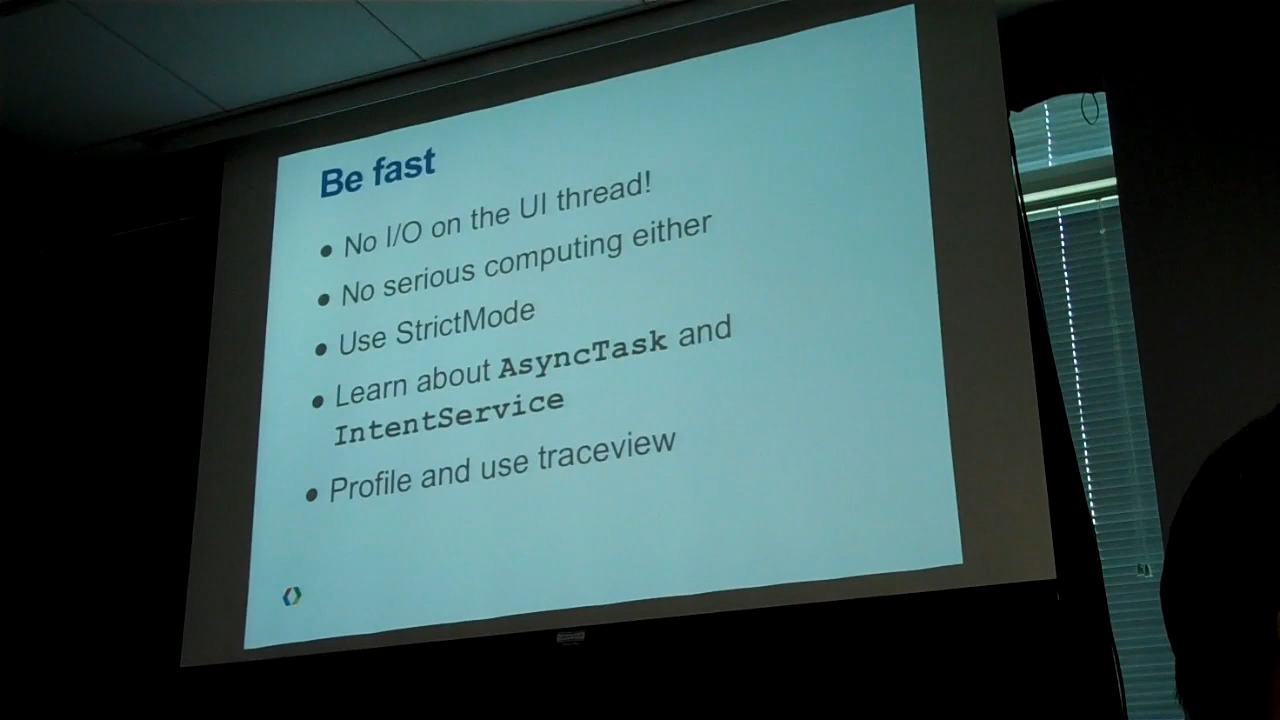 Be fast
● No I/O on the UI thread!
● No serious computing either
● Use StrictMode
● Learn about AsyncTask and
IntentService
● Profile and use traceview